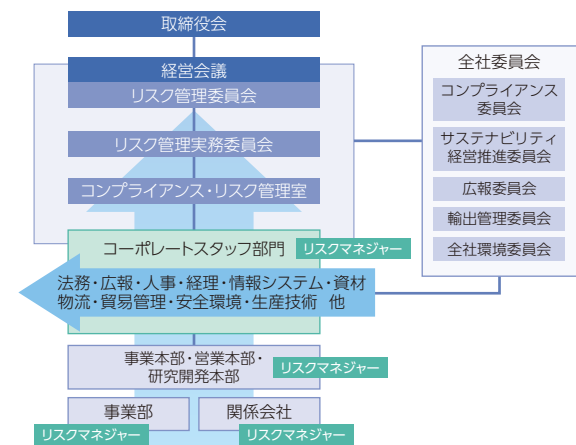 取締役会
経営会議
リスク管理委員会
リスク管理実務委員会
コンプライアンス・リスク管理室
コーポレートスタッフ部門
リスクマネジャー
法務・広報・人事・経理・情報システム・資材
物流・貿易管理・安全環境・生産技術 他
事業本部・営業本部・
研究開発本部
リスクマネジャー
事業部
リスクマネジャー
関係会社
リスクマネジャー
全社委員会
コンプライアンス
委員会
サステナビリティ
経営推進委員会
広報委員会
輸出管理委員会
全社環境委員会